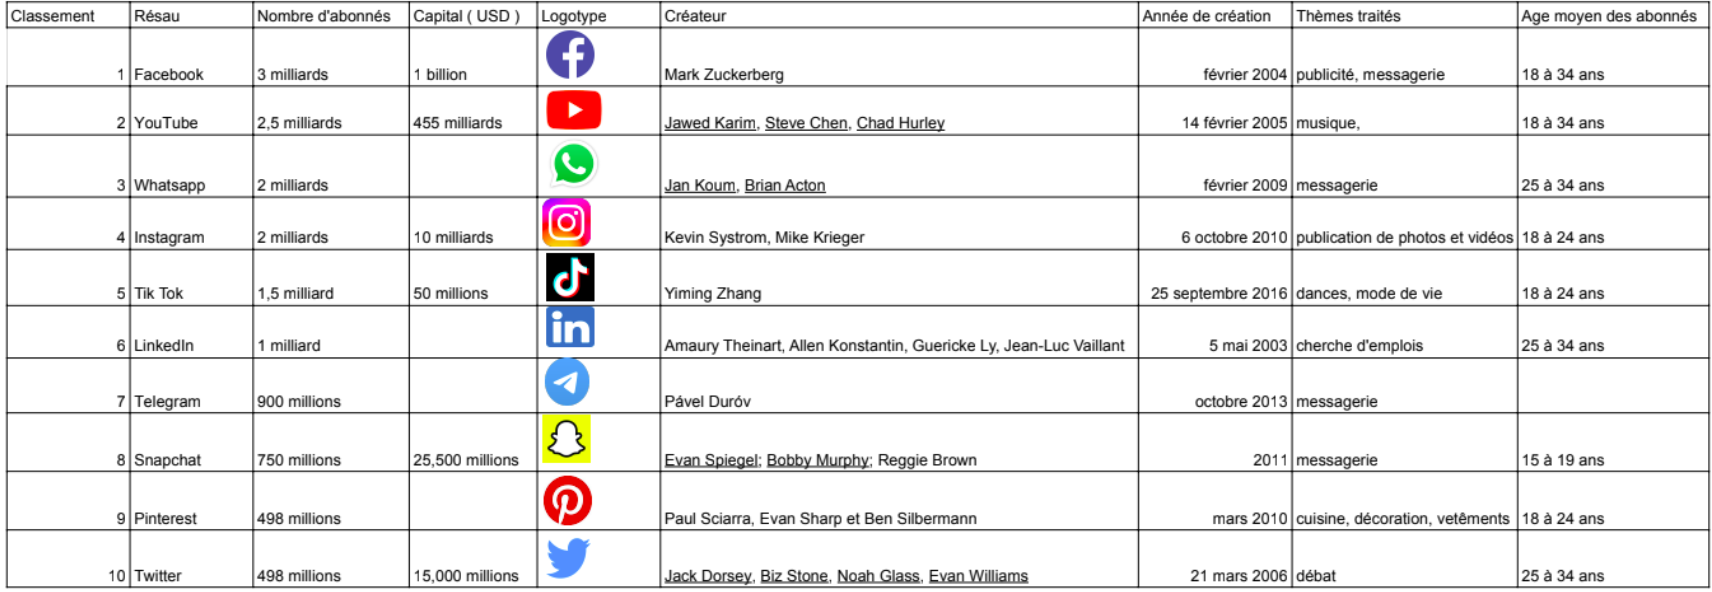 Classement Résau Nombre d'abonnés Capital ( USD ) Logotype Créateur Année de création Thèmes traités Age moyen des abonnés
1 Facebook 3 milliards 1 billion f Mark Zuckerberg février 2004 publicité, messagerie 18 à 34 ans
2 YouTube 2,5 milliards 455 milliards Jawed Karim, Steve Chen, Chad Hurley 14 février 2005 musique, 18 à 34 ans
3 Whatsapp 2 milliards Jan Koum, Brian Acton février 2009 messagerie 25 à 34 ans
4 Instagram 2 milliards 10 milliards Kevin Systrom, Mike Krieger 6 octobre 2010 publication de photos et vidéos 18 à 24 ans
5 Tik Tok 1,5 milliard 50 millions Yiming Zhang 25 septembre 2016 dances, mode de vie 18 à 24 ans
6 LinkedIn 1 milliard in Amaury Theinart, Allen Konstantin, Guericke Ly, Jean-Luc Vaillant 5 mai 2003 cherche d'emplois 25 à 34 ans
7 Telegram 900 millions Pável Duróv octobre 2013 messagerie
8 Snapchat 750 millions 25,500 millions Evan Spiegel; Bobby Murphy; Reggie Brown 2011 messagerie 15 à 19 ans
9 Pinterest 498 millions Paul Sciarra, Evan Sharp et Ben Silbermann mars 2010 cuisine, décoration, vetêments 18 à 24 ans
10 Twitter 498 millions 15,000 millions Jack Dorsey, Biz Stone, Noah Glass, Evan Williams 21 mars 2006 débat 25 à 34 ans